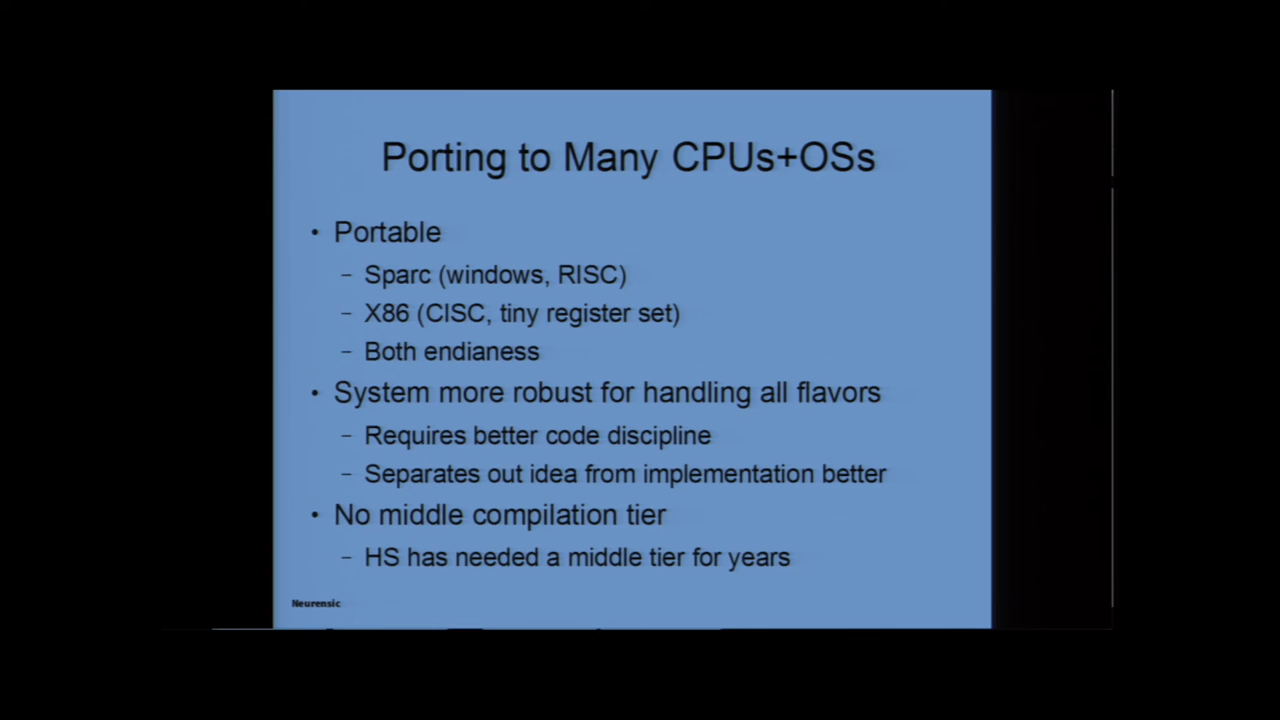 Porting to Many CPUs+OSs
• Portable
– Sparc (windows, RISC)
– X86 (CISC, tiny register set)
– Both endianess
• System more robust for handling all flavors
– Requires better code discipline
– Separates out idea from implementation better
• No middle compilation tier
– HS has needed a middle tier for years
Neurensic